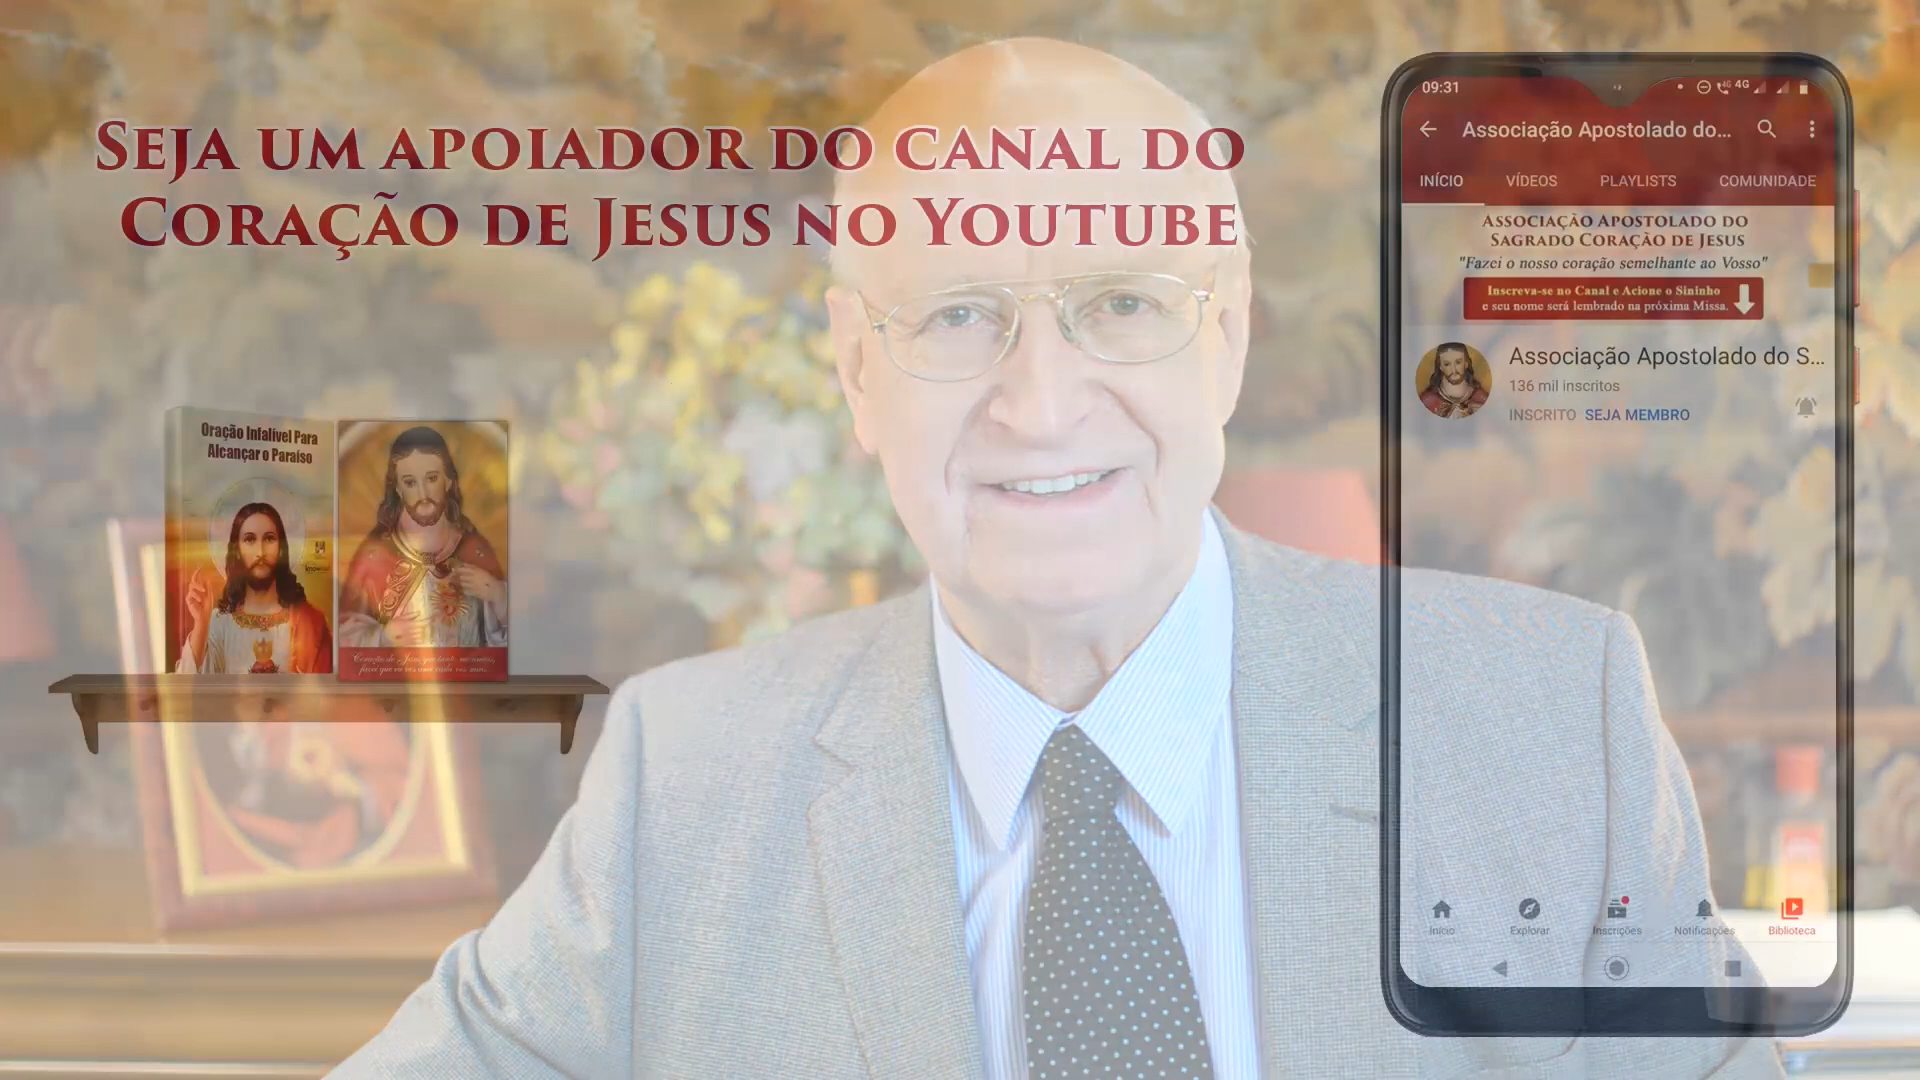 Seja um apoiador do canal do
Coração de Jesus no Youtube
Oração Infalível Para
Alcançar o Paraíso
09:31
4G
Associação Apostolado do...
INÍCIO VÍDEOS PLAYLISTS COMUNIDADE
Associação Apostolado do
Sagrado Coração de Jesus
"Fazei o nosso coração semelhante ao Vosso"
Inscreva-se no Canal e Acione o Sininho
e seu nome será lembrado na próxima Missa.
Associação Apostolado do S...
136 mil inscritos
INSCRITO SEJA MEMBRO
Início Explorar Inscrições Notificações Biblioteca